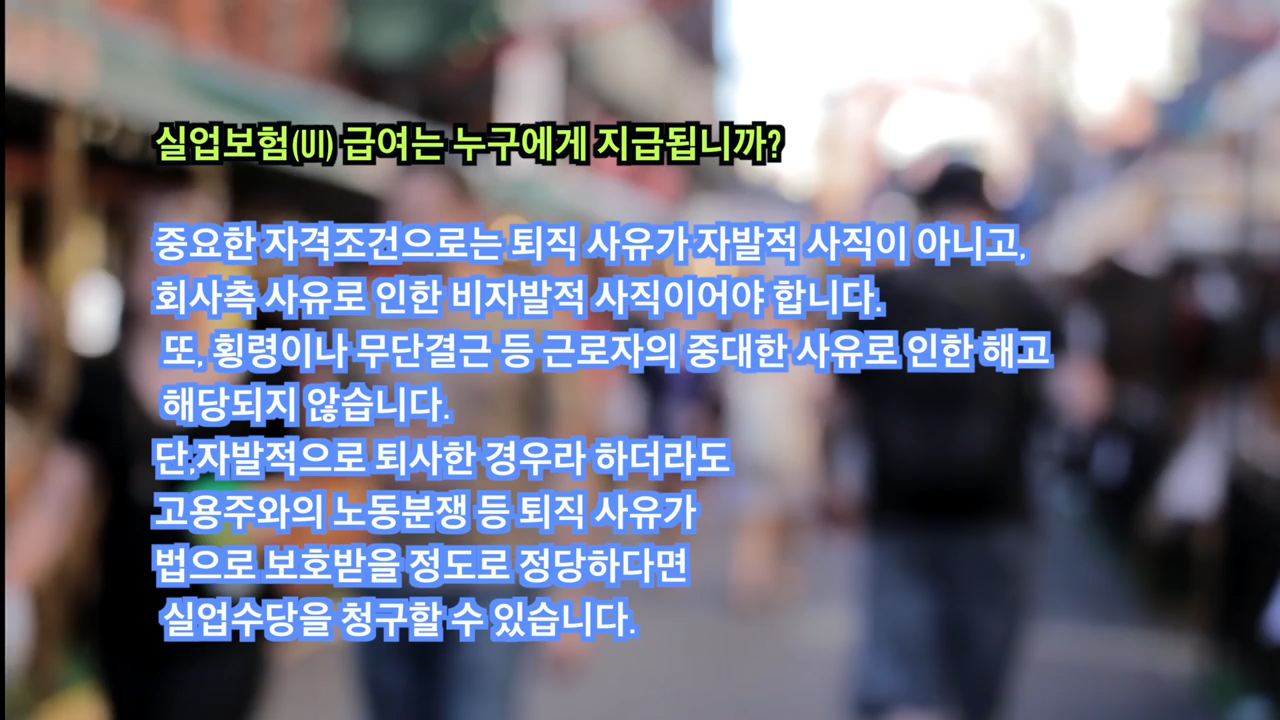 실업보험(UI) 급여는 누구에게 지급됩니까?
중요한 자격조건으로는 퇴직 사유가 자발적 사직이 아니고,
회사측 사유로 인한 비자발적 사직이어야 합니다.
또, 횡령이나 무단결근 등 근로자의 중대한 사유로 인한 해고
해당되지 않습니다.
단,자발적으로 퇴사한 경우라 하더라도
고용주와의 노동분쟁 등 퇴직 사유가
법으로 보호받을 정도로 정당하다면
실업수당을 청구할 수 있습니다.